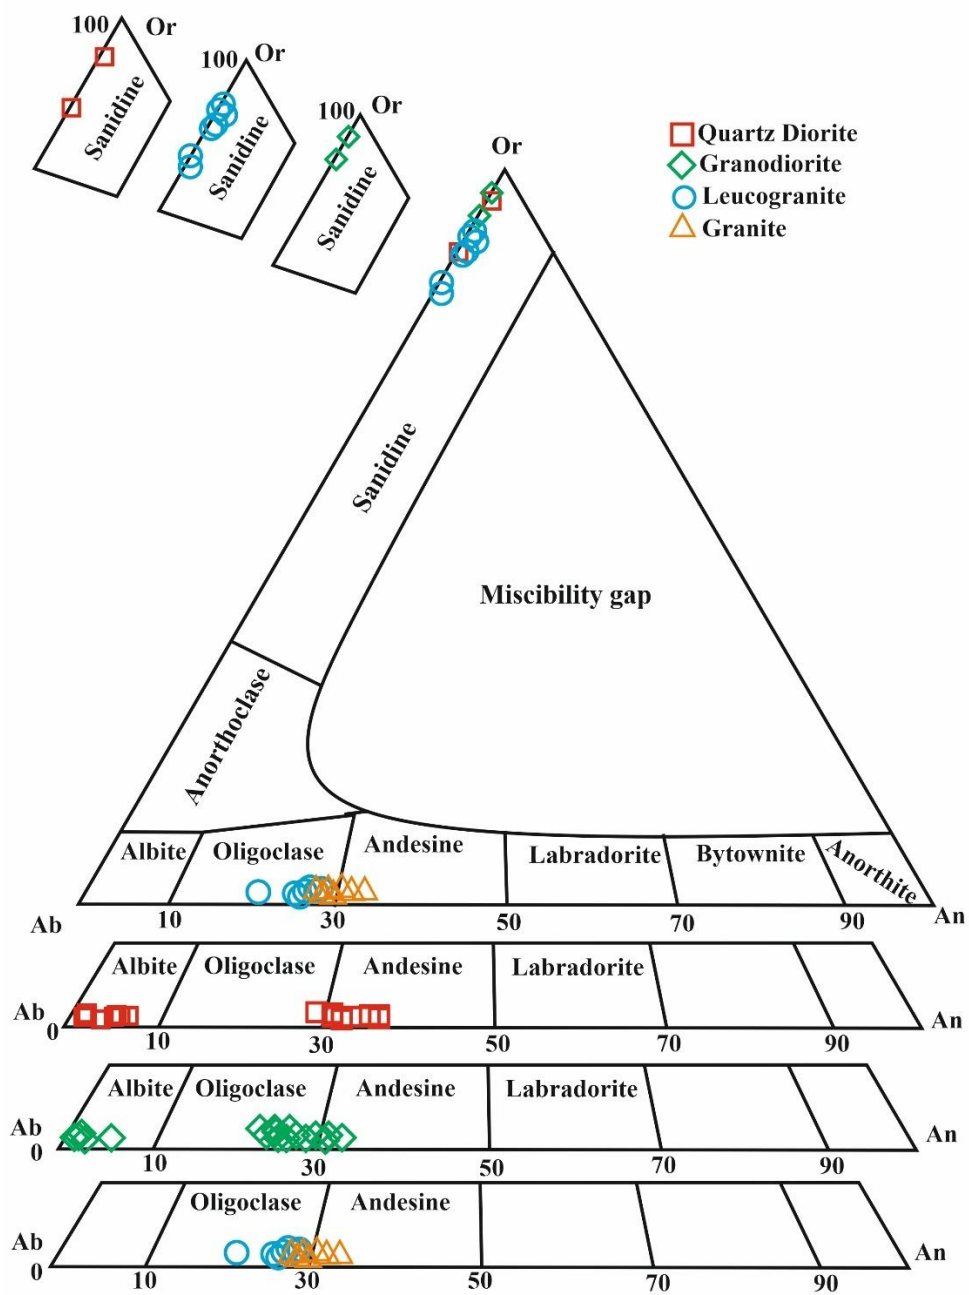 100 Or
Sanidine
100 Or
Sanidine
100 Or
Sanidine
Quartz Diorite
Granodiorite
Leucogranite
Granite
Or
Sanidine
Miscibility gap
Anorthoclase
Albite Oligoclase Andesine Labradorite Bytownite Anorthite
Ab 10 30 50 70 90 An
Albite Oligoclase Andesine Labradorite
Ab An
0 10 30 50 90
Albite Oligoclase Andesine Labradorite
Ab An
0 10 30 50 70 90
Oligoclase Andesine
Ab An
0 10 30 50 70 90